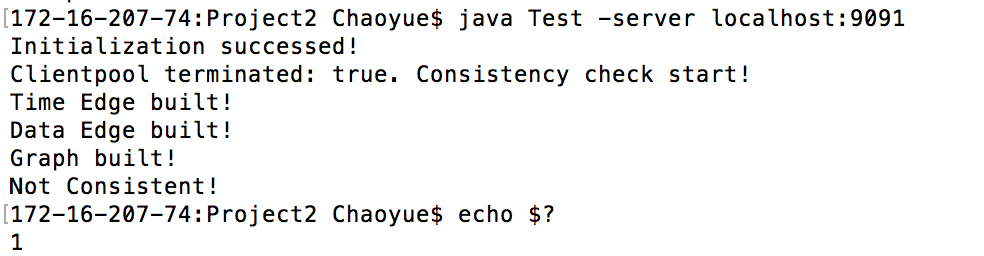 [172-16-207-74:Project2 Chaoyue$ java Test -server localhost:9091
Initialization successed!
Clientpool terminated: true. Consistency check start!
Time Edge built!
Data Edge built!
Graph built!
Not Consistent!
[172-16-207-74:Project2 Chaoyue$ echo $?
1